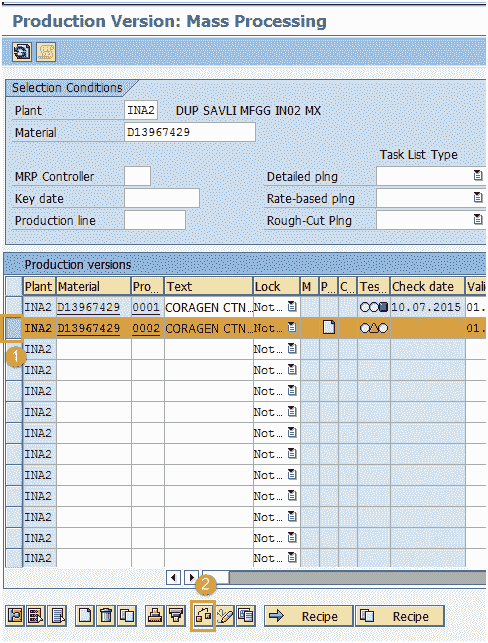 Production Version: Mass Processing
Selection Conditions
Plant INA2 DUP SAVLI MFGG IN02 MX
Material D13967429
Task List Type
MRP Controller Detailed plng
Key date Rate-based plng
Production line Rough-Cut Plng
Production versions
Plant Material Pro... Text Lock M P... C... Tes... Check date Vali
INA2 D13967429 0001 CORAGEN CTN... Not... 10.07.2015 01.
INA2 D13967429 0002 CORAGEN CTN... Not... 01.
1
INA2 Not...
INA2 Not...
INA2 Not...
INA2 Not...
INA2 Not...
INA2 Not...
INA2 Not...
INA2 Not...
INA2 Not...
INA2 Not...
INA2 Not...
2
Recipe Recipe